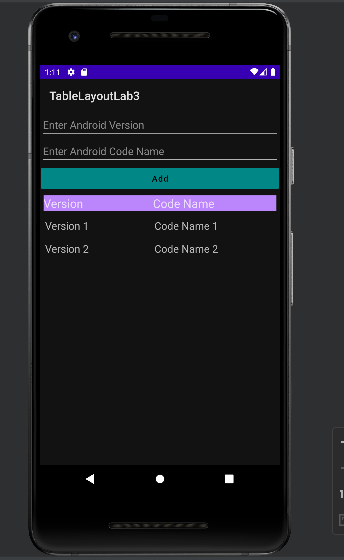 1:11
TableLayoutLab3
Enter Android Version
Enter Android Code Name
Add
Version Code Name
Version 1 Code Name 1
Version 2 Code Name 2